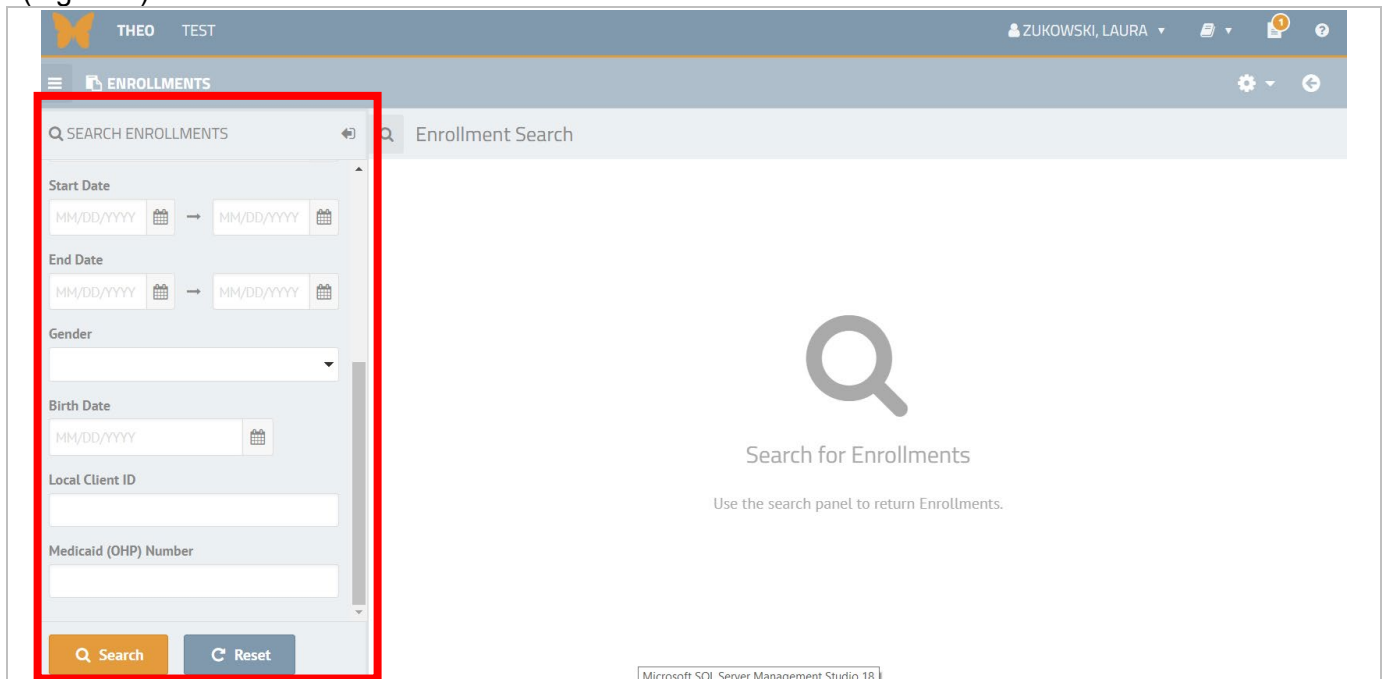 THEO TEST ZUKOWSKI, LAURA 1
ENROLLMENTS
SEARCH ENROLLMENTS
Enrollment Search
Start Date
MM/DD/YYYY MM/DD/YYYY
End Date
MM/DD/YYYY MM/DD/YYYY
Gender
Birth Date
MM/DD/YYYY
Local Client ID
Medicaid (OHP) Number
Search Reset
Search for Enrollments
Use the search panel to return Enrollments.
Microsoft SQL Server Management Studio 18